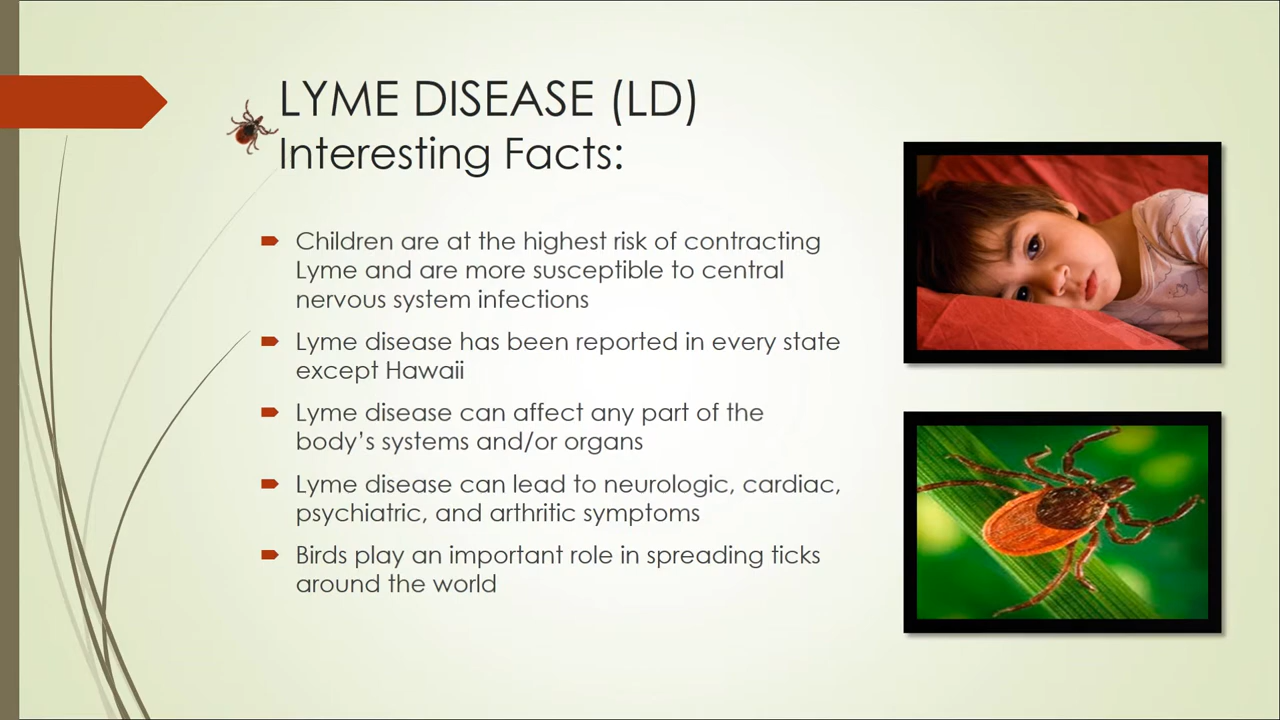 LYME DISEASE (LD)
Interesting Facts:
Children are at the highest risk of contracting
Lyme and are more susceptible to central
nervous system infections
Lyme disease has been reported in every state
except Hawaii
Lyme disease can affect any part of the
body’s systems and/or organs
Lyme disease can lead to neurologic, cardiac,
psychiatric, and arthritic symptoms
Birds play an important role in spreading ticks
around the world